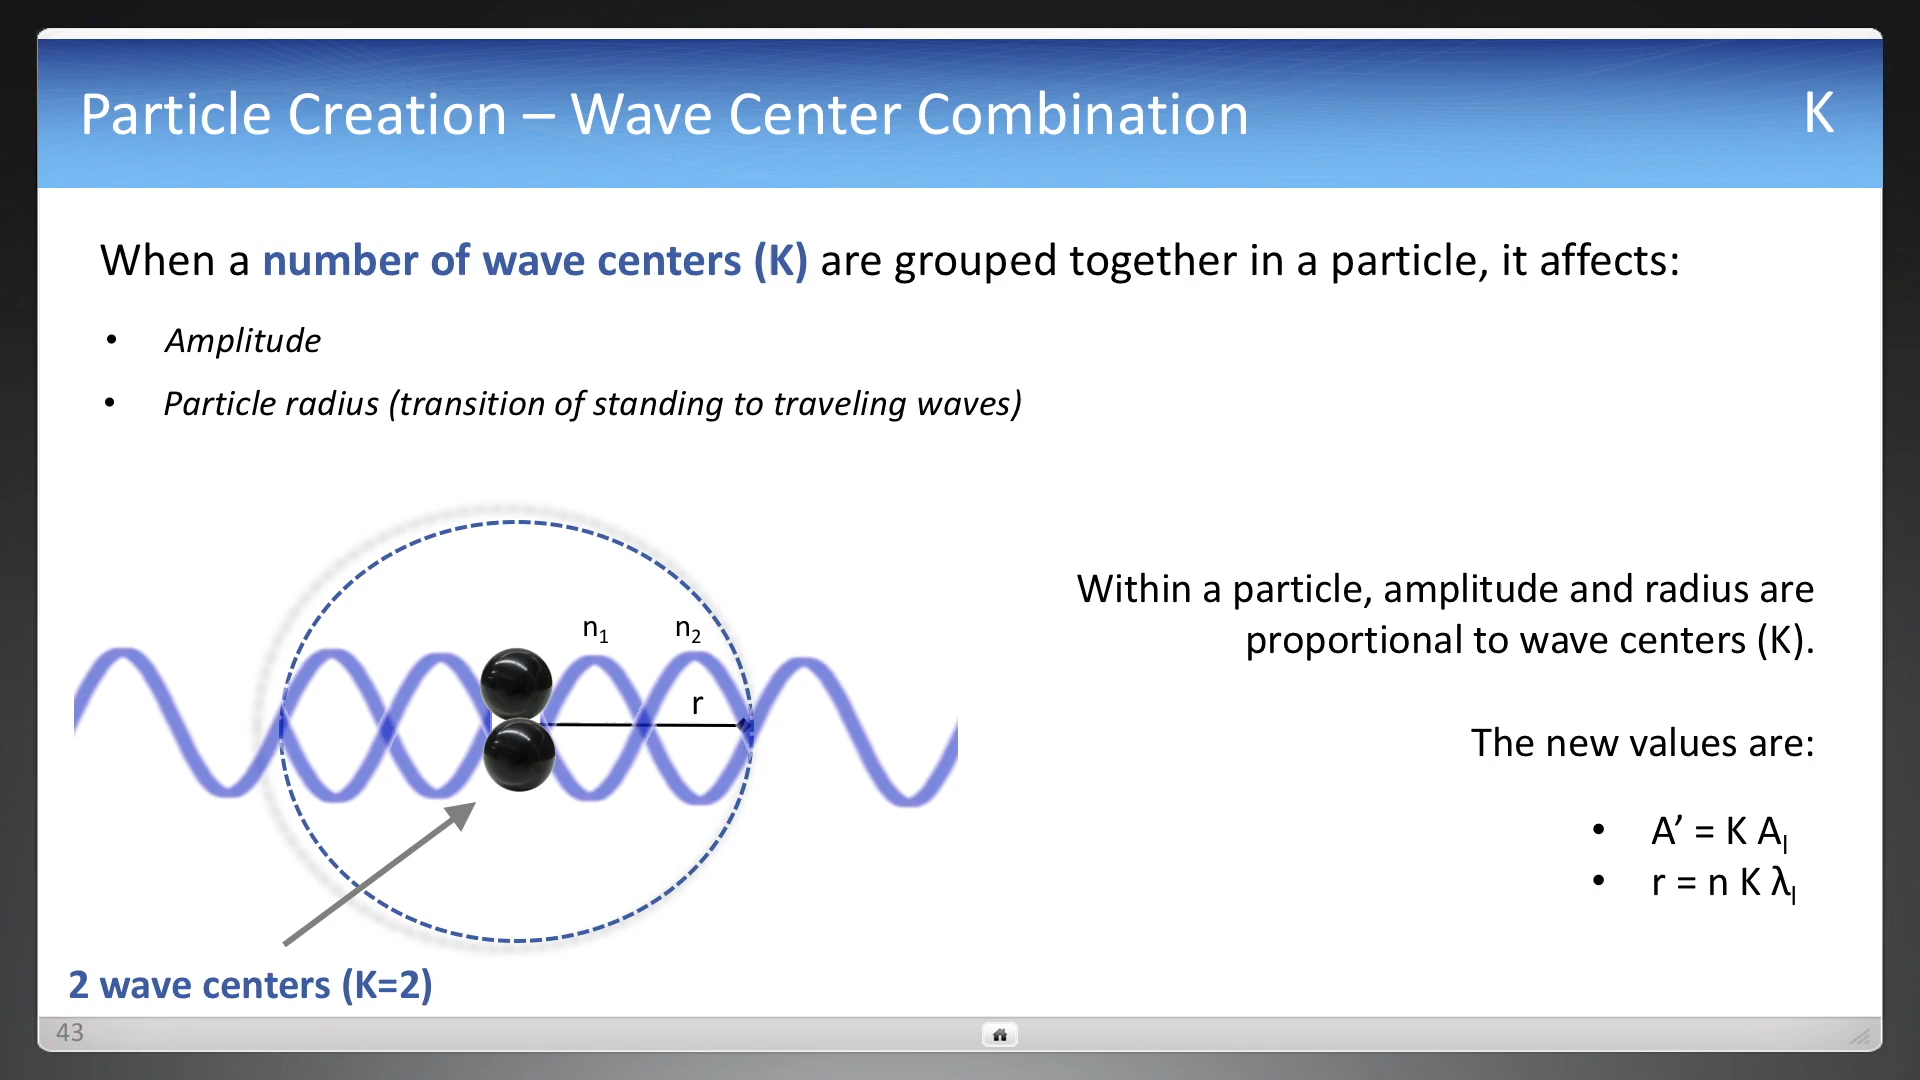 Particle Creation – Wave Center Combination
K
When a number of wave centers (K) are grouped together in a particle, it affects:
• Amplitude
• Particle radius (transition of standing to traveling waves)
n₁ n₂
r
Within a particle, amplitude and radius are
proportional to wave centers (K).
The new values are:
• A’ = K Aₗ
• r = n K λₗ
2 wave centers (K=2)
43